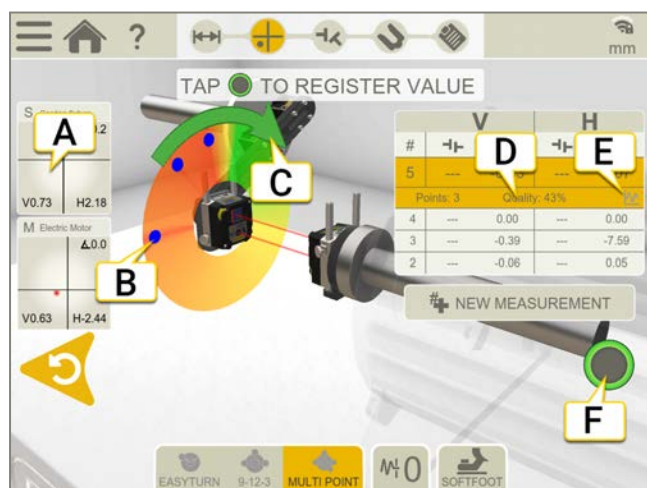 ?
mm
TAP TO REGISTER VALUE
S
A
V0.73 H2.18
M Electric Motor
0.0
V0.63 H-2.44
B
C
V H
#
D
E
5 ---
Points: 3 Quality: 43%
4 --- 0.00 --- 0.00
3 --- -0.39 --- -7.59
2 --- -0.06 --- 0.05
NEW MEASUREMENT
F
EASYTURN 9-12-3 MULTI POINT
0
SOFTFOOT